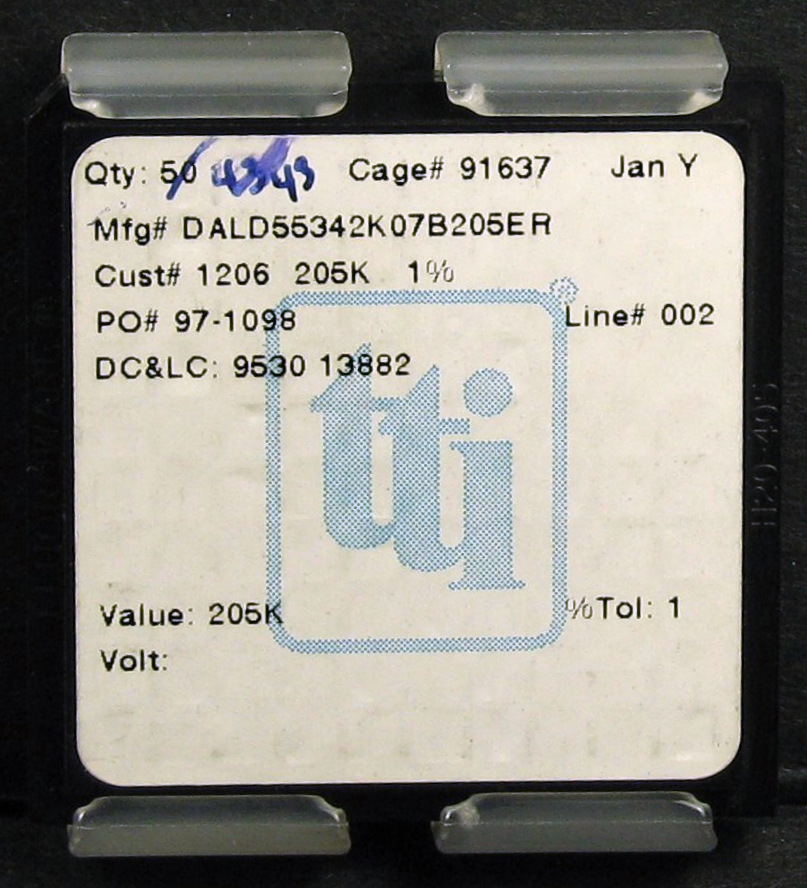 Qty: 50 43 Cage# 91637 Jan Y
Mfg# DALD55342K07B205ER
Cust# 1206 205K 1%
PO# 97-1098 Line# 002
DC&LC: 9530 13882
tti
®
Value: 205K %Tol: 1
Volt: